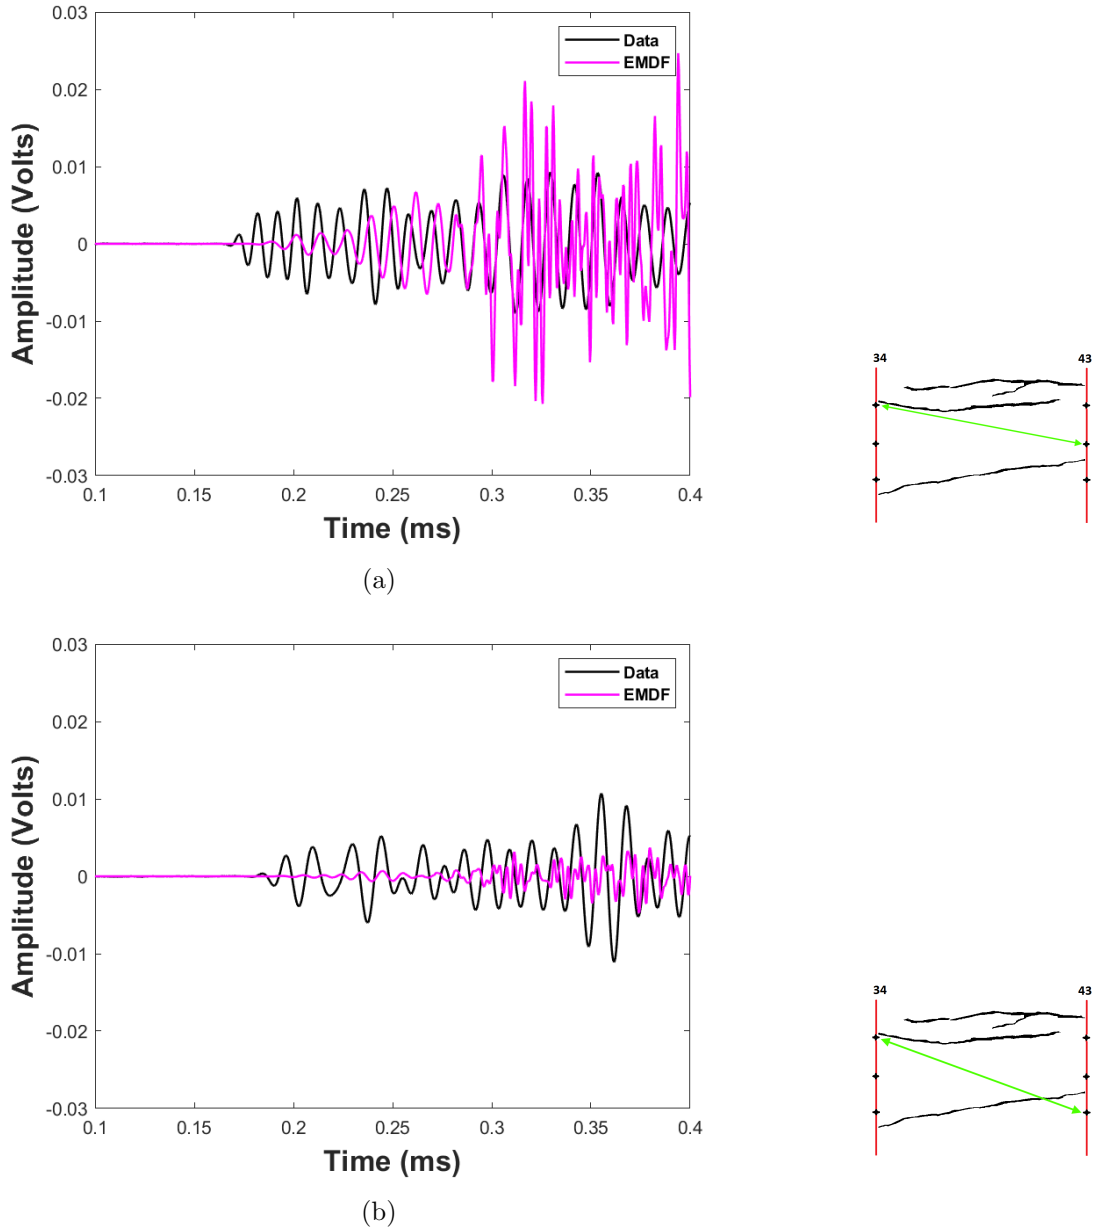 0.03
0.02
0.01
0
-0.01
-0.02
-0.03
Amplitude (Volts)
Data
EMDF
0.1 0.15 0.2 0.25 0.3 0.35 0.4
Time (ms)
34 43
(a)
0.03
0.02
0.01
0
-0.01
-0.02
-0.03
Amplitude (Volts)
Data
EMDF
0.1 0.15 0.2 0.25 0.3 0.35 0.4
Time (ms)
34 43
(b)